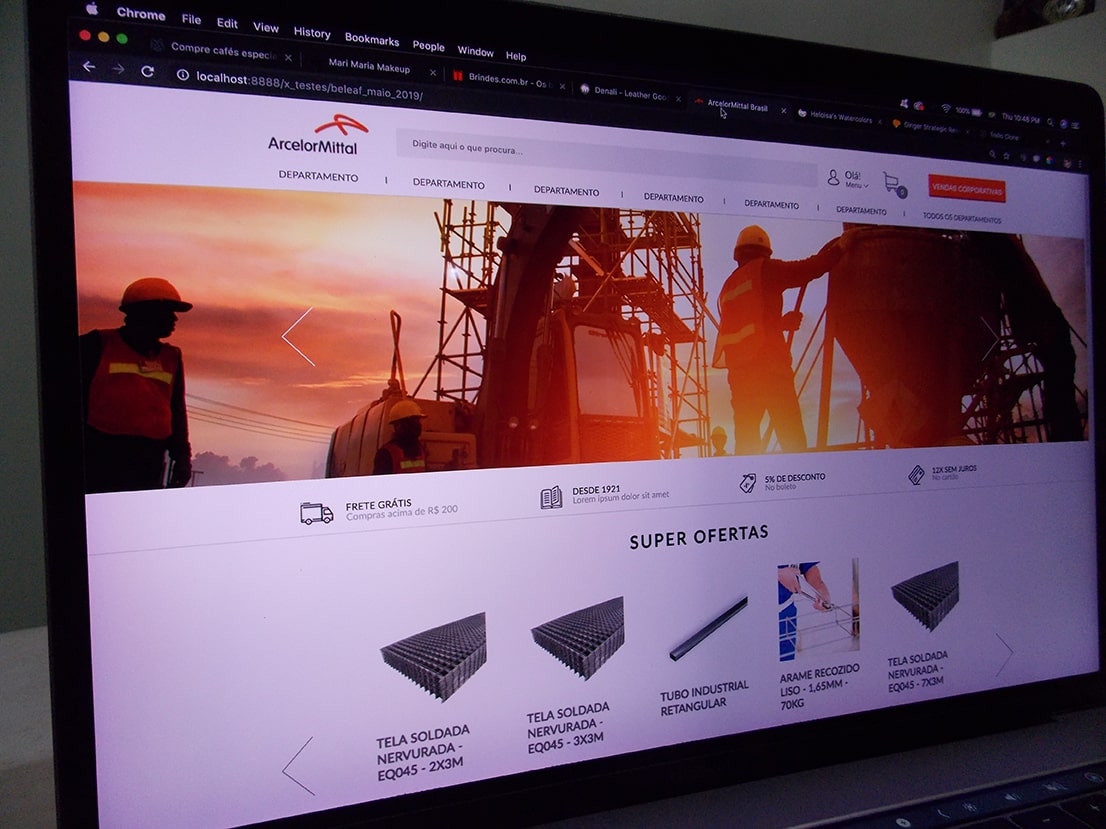 Chrome File Edit View History Bookmarks People Window Help
100% Thu 10:48 PM
Compre cafés especi
Mari Maria Makeup
Brindes.com.br - Os
Denali - Leather Goo
ArcelorMittal Brasil
Heloisa's Watercolors
Ginger Strategic
localhost:8888/x_testes/beleaf_maio_2019/
ArcelorMittal
Digite aqui o que procura...
Olá!
Menu
VENDAS CORPORATIVAS
DEPARTAMENTO | DEPARTAMENTO | DEPARTAMENTO | DEPARTAMENTO | DEPARTAMENTO | DEPARTAMENTO | TODOS OS DEPARTAMENTOS
FRETE GRÁTIS
Compras acima de R$ 200
DESDE 1921
Lorem ipsum dolor sit amet
5% DE DESCONTO
No boleto
12X SEM JUROS
No cartão
SUPER OFERTAS
TELA SOLDADA
NERVURADA -
EQ045 - 2X3M
TELA SOLDADA
NERVURADA -
EQ045 - 3X3M
TUBO INDUSTRIAL
RETANGULAR
ARAME RECOZIDO
LISO - 1,65MM -
70KG
TELA SOLDADA
NERVURADA -
EQ045 - 7X3M